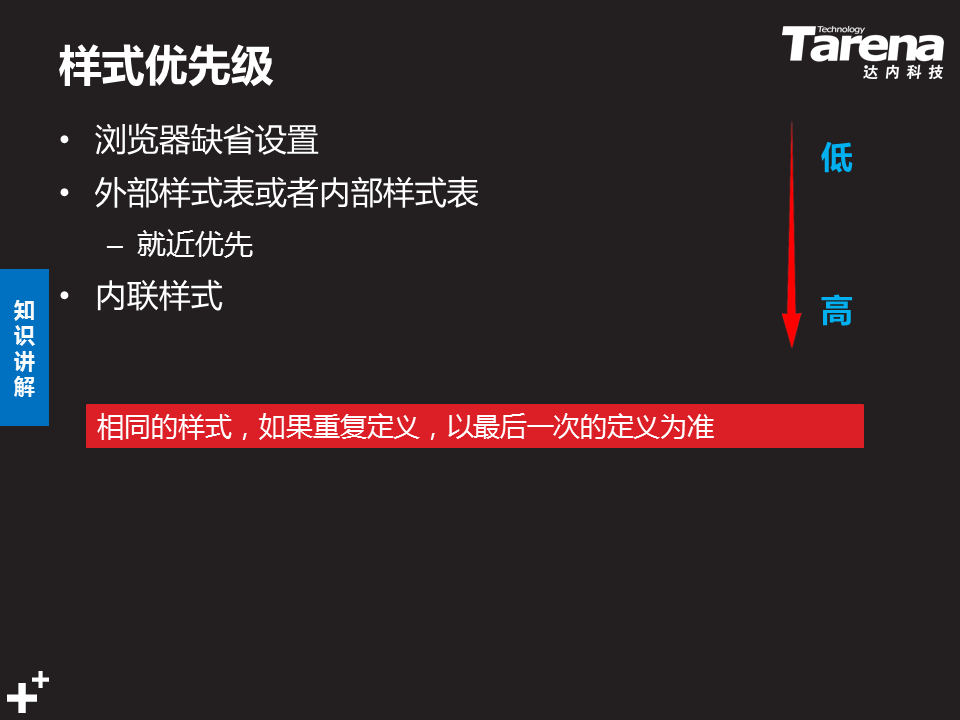 样式优先级
Technology
Tarena
达内科技
• 浏览器缺省设置
• 外部样式表或者内部样式表
– 就近优先
• 内联样式
低
高
知识讲解
相同的样式，如果重复定义，以最后一次的定义为准